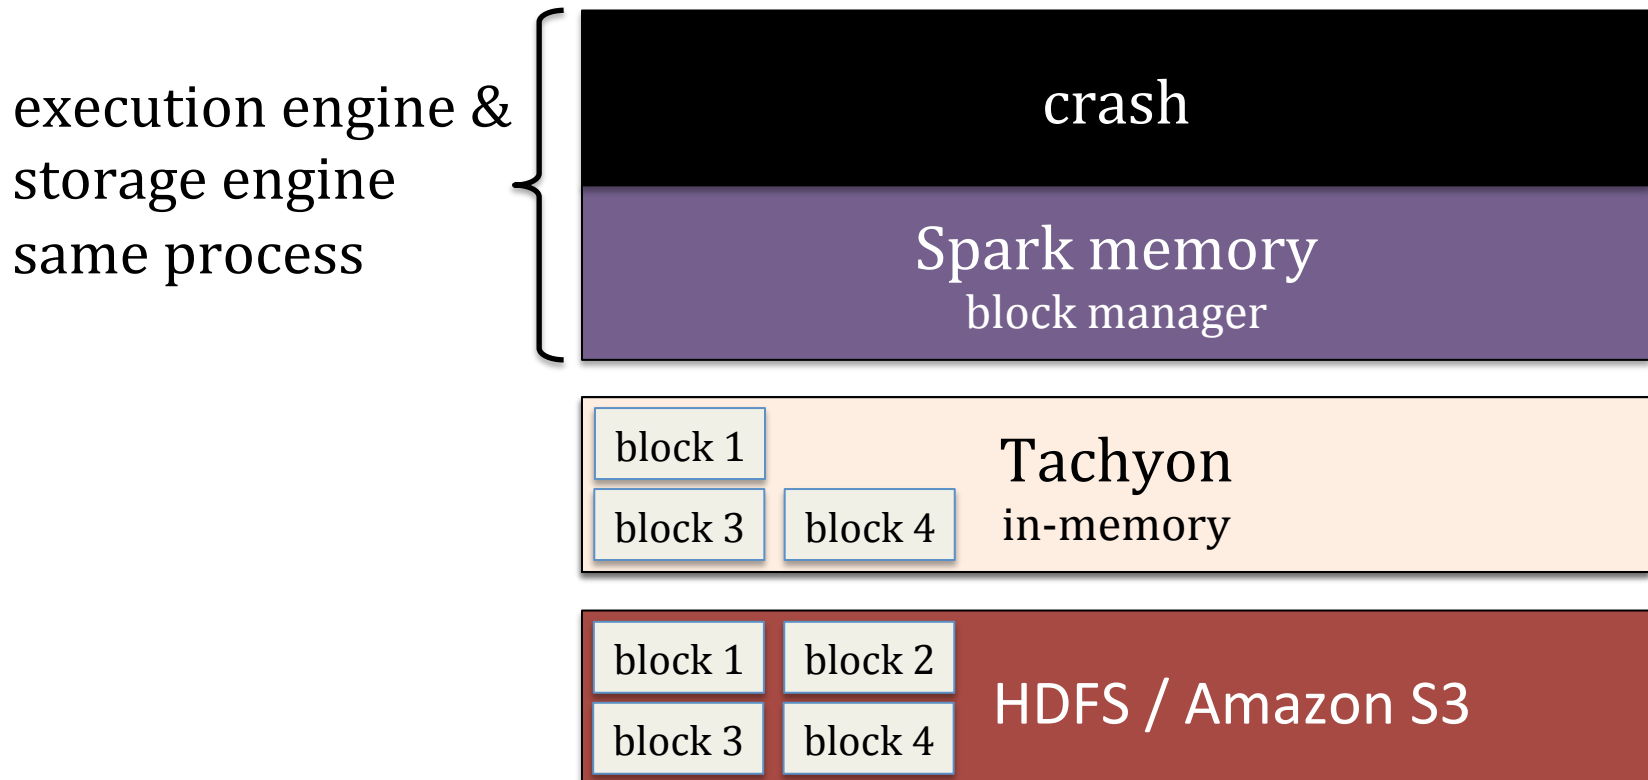 execution engine &
storage engine
same process
crash
Spark memory
block manager
block 1
block 3 block 4
Tachyon
in-memory
block 1 block 2
block 3 block 4
HDFS / Amazon S3